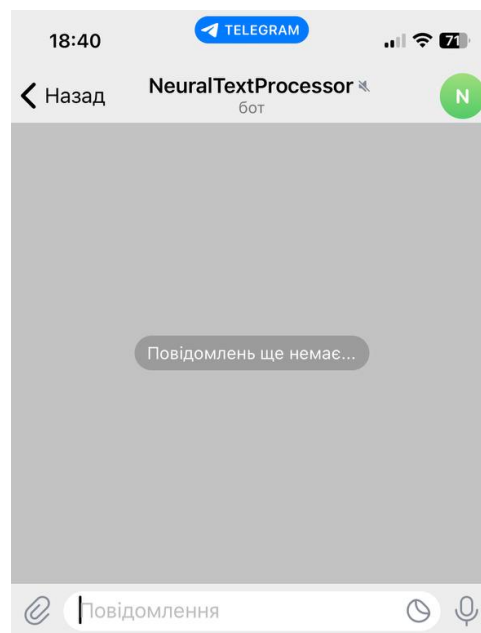 18:40
TELEGRAM
71
Назад
NeuralTextProcessor
бот
N
Повідомлень ще немає...
Повідомлення